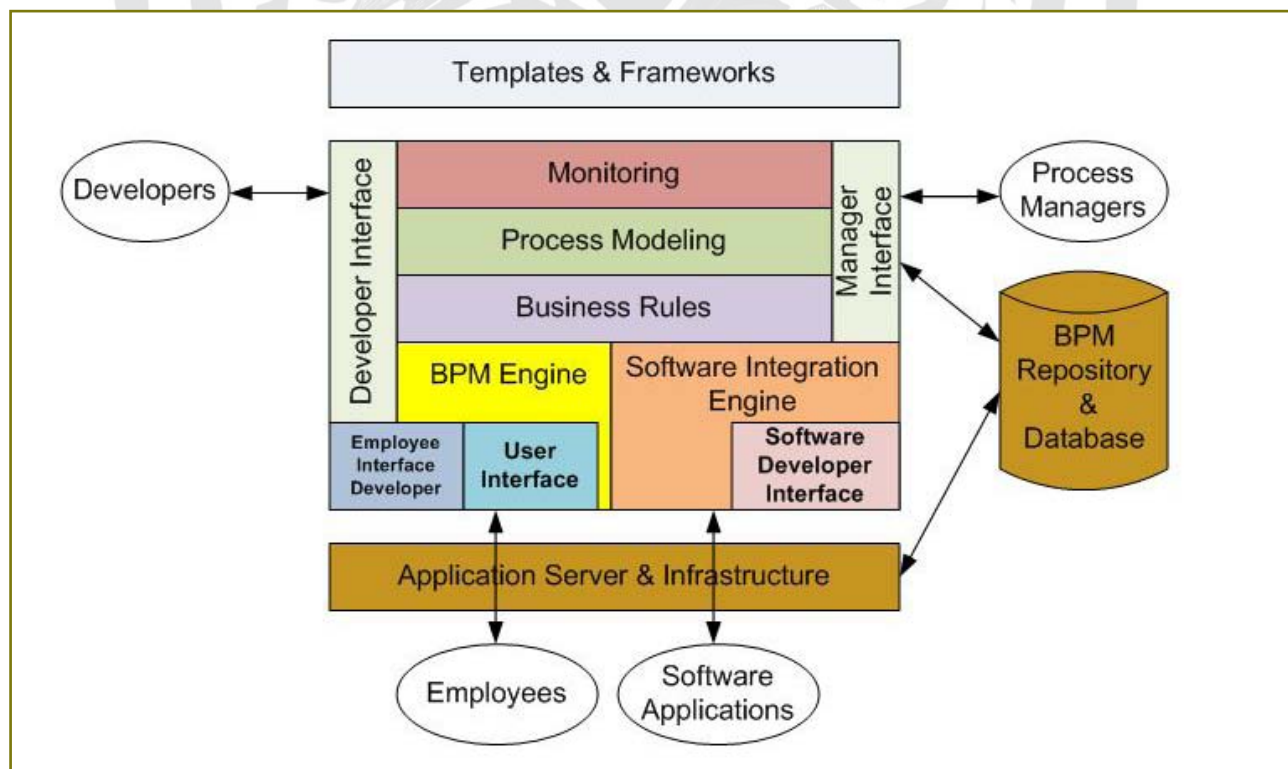 Templates & Frameworks
Developers
Developer Interface
Monitoring
Process Modeling
Business Rules
Manager
Interface
Process
Managers
BPM
Repository
&
Database
BPM Engine
Software Integration
Engine
Employee
Interface
Developer
User
Interface
Software
Developer
Interface
Application Server & Infrastructure
Employees
Software
Applications